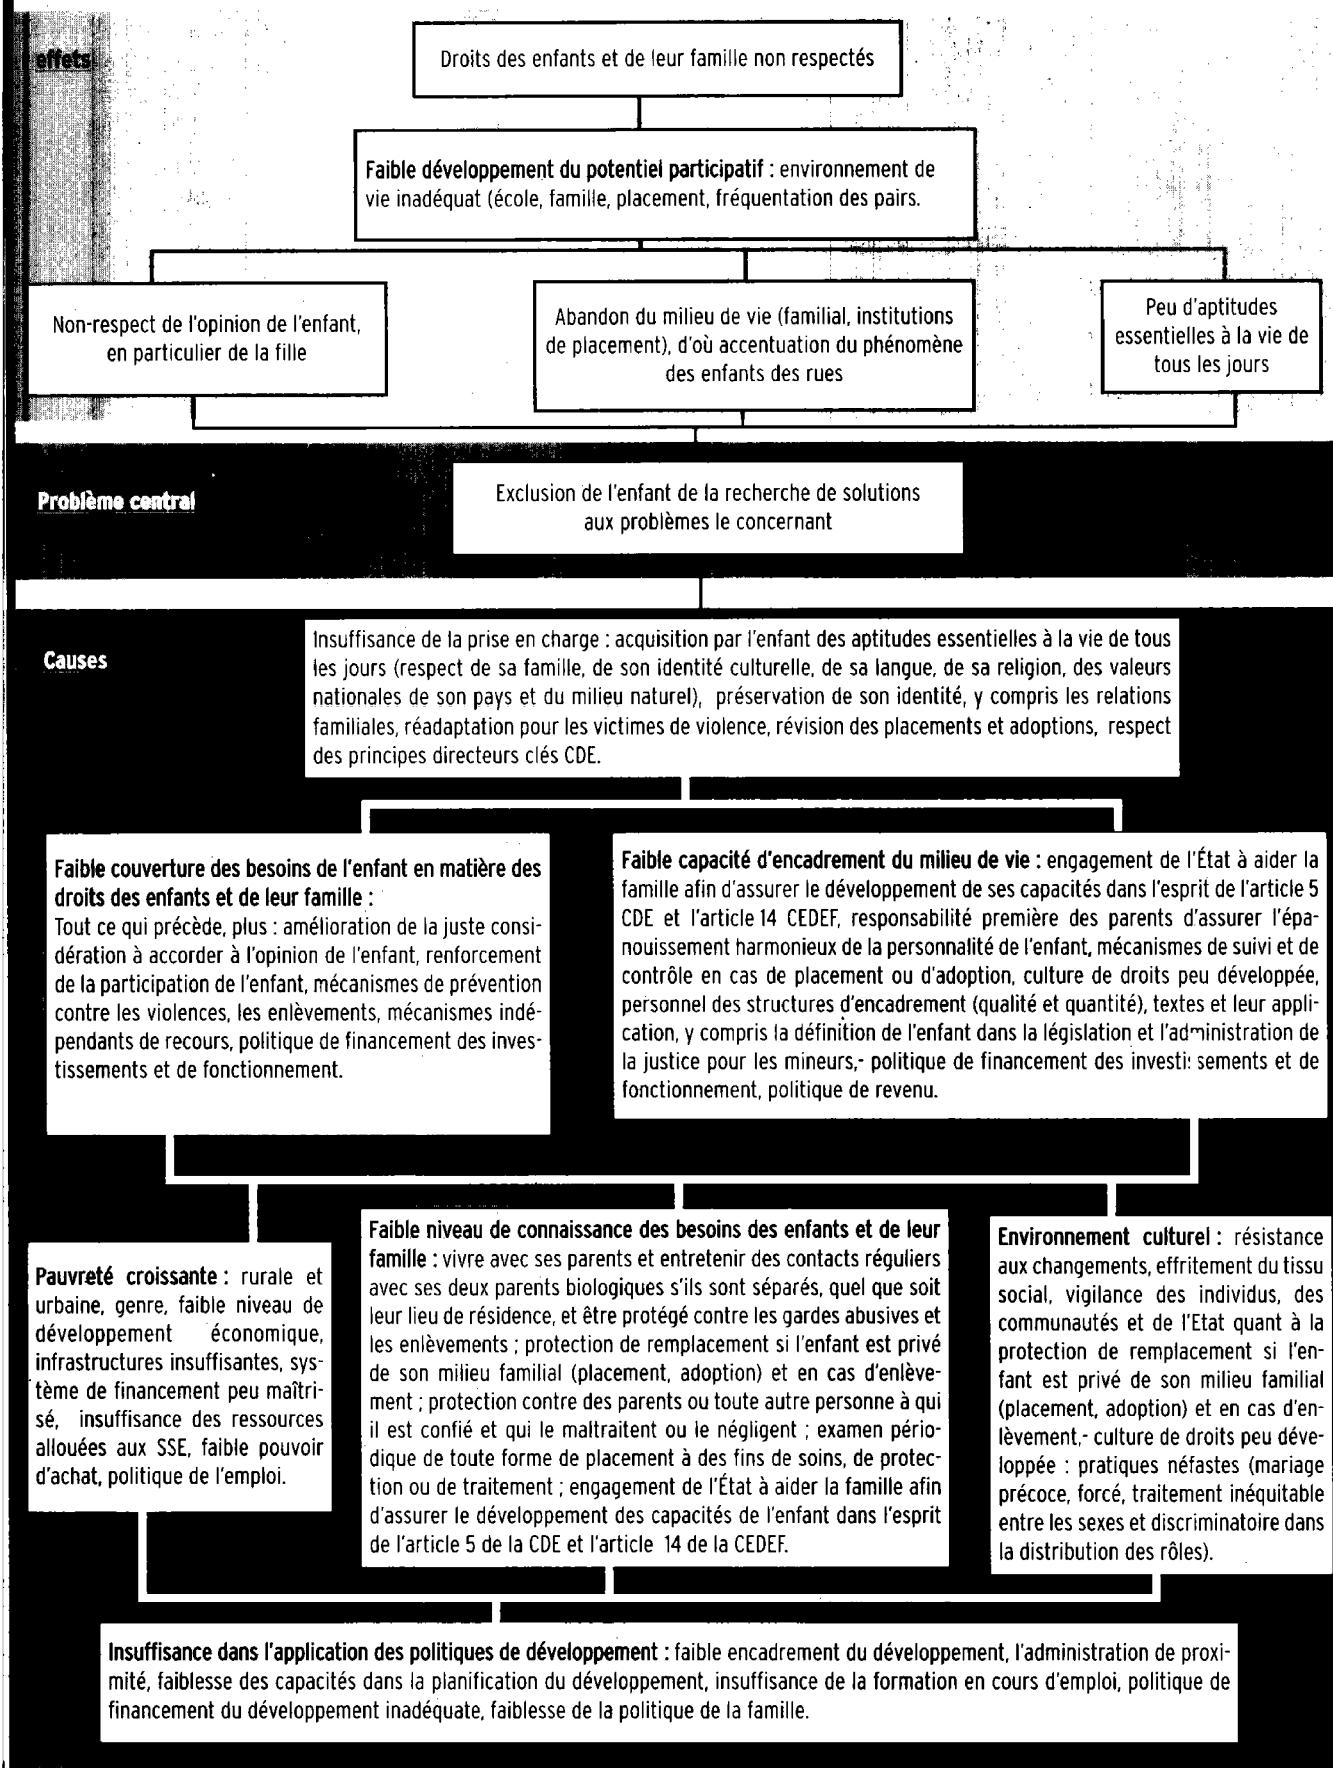 effets
Droits des enfants et de leur famille non respectés
Faible développement du potentiel participatif : environnement de
vie inadéquat (école, famille, placement, fréquentation des pairs.
Non-respect de l'opinion de l'enfant,
en particulier de la fille
Abandon du milieu de vie (familial, institutions
de placement), d'où accentuation du phénomène
des enfants des rues
Peu d'aptitudes
essentielles à la vie de
tous les jours
Problème central
Exclusion de l'enfant de la recherche de solutions
aux problèmes le concernant
Causes
Insuffisance de la prise en charge : acquisition par l'enfant des aptitudes essentielles à la vie de tous
les jours (respect de sa famille, de son identité culturelle, de sa langue, de sa religion, des valeurs
nationales de son pays et du milieu naturel), préservation de son identité, y compris les relations
familiales, réadaptation pour les victimes de violence, révision des placements et adoptions, respect
des principes directeurs clés CDE.
Faible couverture des besoins de l'enfant en matière des
droits des enfants et de leur famille :
Tout ce qui précède, plus : amélioration de la juste consi-
dération à accorder à l'opinion de l'enfant, renforcement
de la participation de l'enfant, mécanismes de prévention
contre les violences, les enlèvements, mécanismes indé-
pendants de recours, politique de financement des inves-
tissements et de fonctionnement.
Faible capacité d'encadrement du milieu de vie : engagement de l'État à aider la
famille afin d'assurer le développement de ses capacités dans l'esprit de l'article 5
CDE et l'article 14 CEDEF, responsabilité première des parents d'assurer l'épa-
nouissement harmonieux de la personnalité de l'enfant, mécanismes de suivi et de
contrôle en cas de placement ou d'adoption, culture de droits peu développée,
personnel des structures d'encadrement (qualité et quantité), textes et leur appli-
cation, y compris la définition de l'enfant dans la législation et l'administration de
la justice pour les mineurs,- politique de financement des investissements et de
fonctionnement, politique de revenu.
Pauvreté croissante : rurale et
urbaine, genre, faible niveau de
développement économique,
infrastructures insuffisantes, sys-
tème de financement peu maîtri-
sé, insuffisance des ressources
allouées aux SSE, faible pouvoir
d'achat, politique de l'emploi.
Faible niveau de connaissance des besoins des enfants et de leur
famille : vivre avec ses parents et entretenir des contacts réguliers
avec ses deux parents biologiques s'ils sont séparés, quel que soit
leur lieu de résidence, et être protégé contre les gardes abusives et
les enlèvements ; protection de remplacement si l'enfant est privé
de son milieu familial (placement, adoption) et en cas d'enlève-
ment ; protection contre des parents ou toute autre personne à qui
il est confié et qui le maltraitent ou le négligent ; examen pério-
dique de toute forme de placement à des fins de soins, de protec-
tion ou de traitement ; engagement de l'État à aider la famille afin
d'assurer le développement des capacités de l'enfant dans l'esprit
de l'article 5 de la CDE et l'article 14 de la CEDEF.
Environnement culturel : résistance
aux changements, effritement du tissu
social, vigilance des individus, des
communautés et de l'Etat quant à la
protection de remplacement si l'en-
fant est privé de son milieu familial
(placement, adoption) et en cas d'en-
lèvement,- culture de droits peu déve-
loppée : pratiques néfastes (mariage
précoce, forcé, traitement inéquitable
entre les sexes et discriminatoire dans
la distribution des rôles).
Insuffisance dans l'application des politiques de développement : faible encadrement du développement, l'administration de proxi-
mité, faiblesse des capacités dans la planification du développement, insuffisance de la formation en cours d'emploi, politique de
financement du développement inadéquate, faiblesse de la politique de la famille.